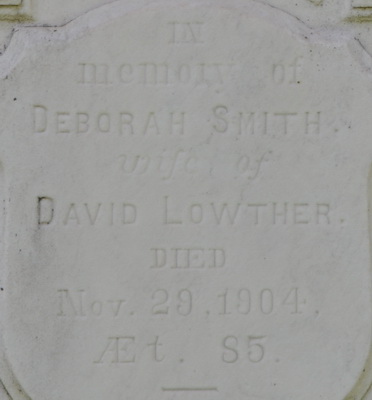 IN
memory of
DEBORAH SMITH.
wife of
DAVID LOWTHER.
DIED
Nov. 29, 1904,
Æt. 85.